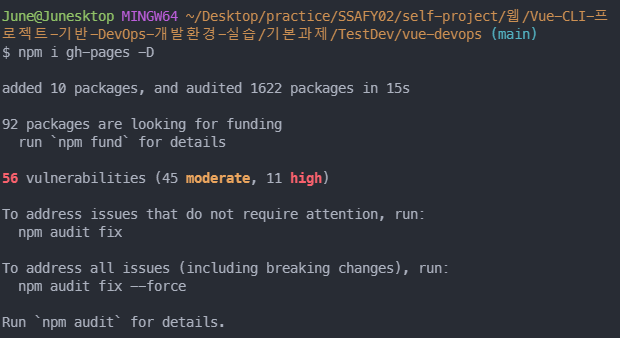 June@Junesktop MINGW64 ~/Desktop/practice/SSAFY02/self-project/웹/Vue-CLI-프
로젝트-기반-DevOps-개발환경-실습/기본과제/TestDev/vue-devops (main)
$ npm i gh-pages -D
added 10 packages, and audited 1622 packages in 15s
92 packages are looking for funding
  run `npm fund` for details
56 vulnerabilities (45 moderate, 11 high)
To address issues that do not require attention, run:
  npm audit fix
To address all issues (including breaking changes), run:
  npm audit fix --force
Run `npm audit` for details.